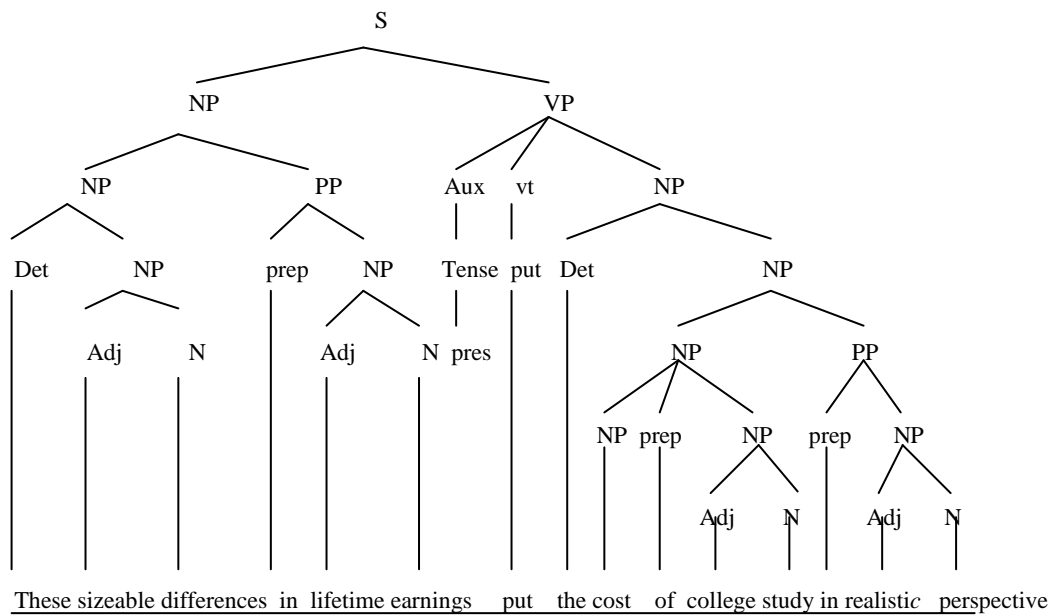 S
NP VP
NP PP Aux vt NP
Det NP prep NP Tense put Det NP
Adj N Adj N pres NP PP
NP prep NP prep NP
Adj N Adj N
These sizeable differences in lifetime earnings put the cost of college study in realistic perspective